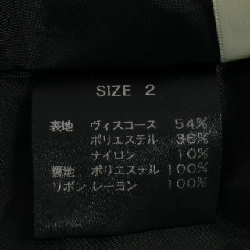 SIZE 2
表地 ヴィスコース 54%
ポリエステル 36%
ナイロン 10%
裏地 ポリエステル 100%
リボン レーヨン 100%